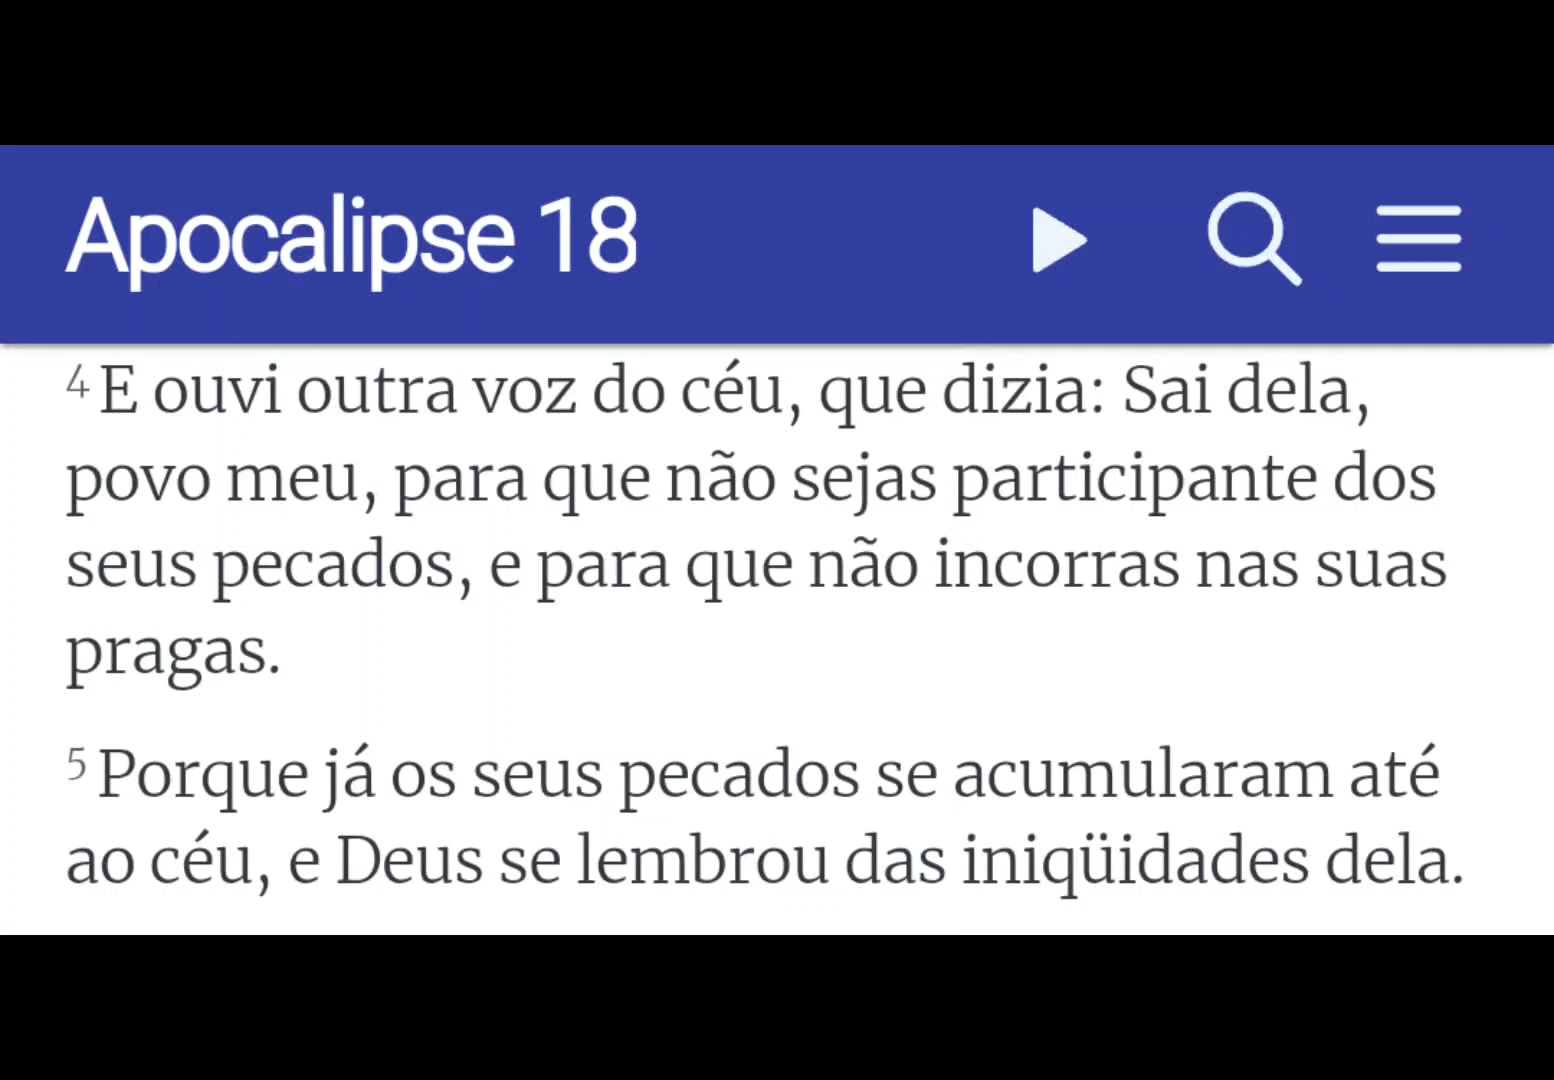 Apocalipse 18
4 E ouvi outra voz do céu, que dizia: Sai dela,
povo meu, para que não sejas participante dos
seus pecados, e para que não incorras nas suas
pragas.
5 Porque já os seus pecados se acumularam até
ao céu, e Deus se lembrou das iniqüidades dela.